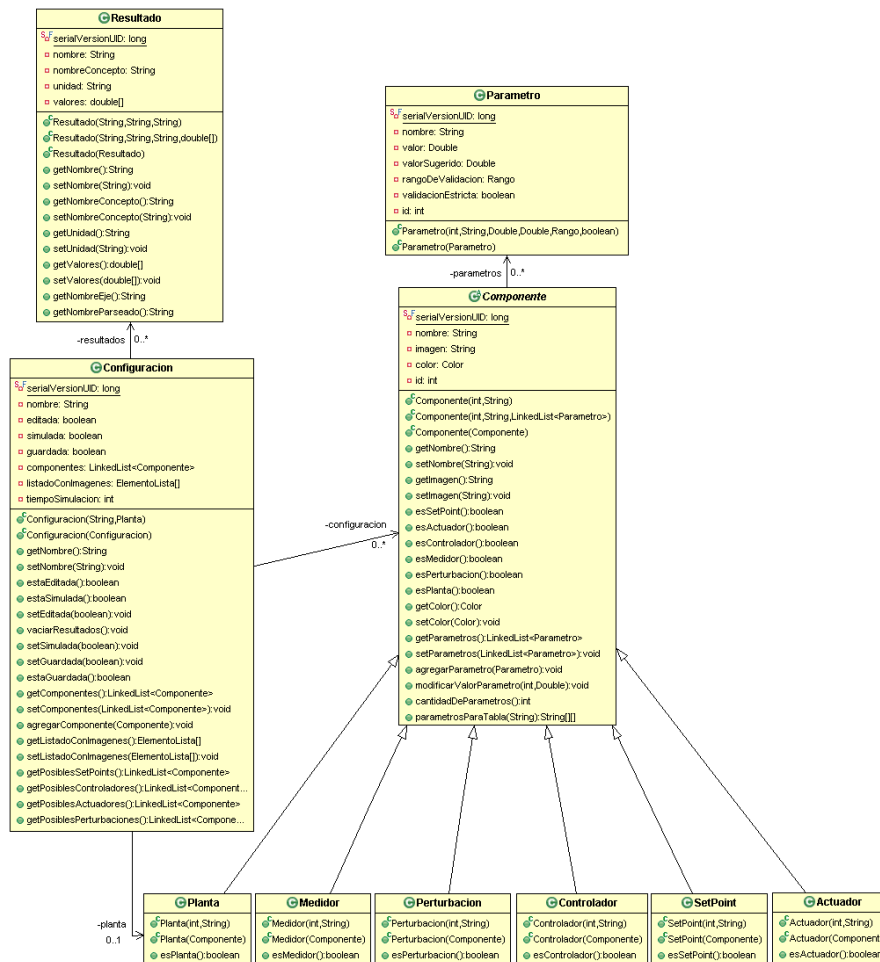 Resultado
serialVersionUID: long
nombre: String
nombreConcepto: String
unidad: String
valores: double[]
Resultado(String,String,String)
Resultado(String,String,String,double[])
Resultado(Resultado)
getNombre():String
setNombre(String):void
getNombreConcepto():String
setNombreConcepto(String):void
getUnidad():String
setUnidad(String):void
getValores():double[]
setValores(double[]):void
getNombreEje():String
getNombreParseado():String
-resultados
0..*
Parametro
serialVersionUID: long
nombre: String
valor: Double
valorSugerido: Double
rangoDeValidacion: Rango
validacionEstricta: boolean
id: int
Parametro(int,String,Double,Double,Rango,boolean)
Parametro(Parametro)
-parametros
0..*
Configuracion
serialVersionUID: long
nombre: String
editada: boolean
simulada: boolean
guardada: boolean
componentes: LinkedList<Componente>
listadoConImagenes: ElementoLista[]
tiempoSimulacion: int
Configuracion(String,Planta)
Configuracion(Configuracion)
getNombre():String
setNombre(String):void
estaEditada():boolean
estaSimulada():boolean
setEditada(boolean):void
vaciarResultados():void
setSimulada(boolean):void
setGuardada(boolean):void
estaGuardada():boolean
getComponentes():LinkedList<Componente>
setComponentes(LinkedList<Componente>):void
agregarComponente(Componente):void
getListadoConImagenes():ElementoLista[]
setListadoConImagenes(ElementoLista[]):void
getPosiblesSetPoints():LinkedList<Componente>
getPosiblesControladores():LinkedList<Component...
getPosiblesActuadores():LinkedList<Componente>
getPosiblesPerturbaciones():LinkedList<Compone...
-configuracion
0..*
Componente
serialVersionUID: long
nombre: String
imagen: String
color: Color
id: int
Componente(int,String)
Componente(int,String,LinkedList<Parametro>)
Componente(Componente)
getNombre():String
setNombre(String):void
getImagen():String
setImagen(String):void
esSetPoint():boolean
esActuador():boolean
esControlador():boolean
esMedidor():boolean
esPerturbacion():boolean
esPlanta():boolean
getColor():Color
setColor(Color):void
getParametros():LinkedList<Parametro>
setParametros(LinkedList<Parametro>):void
agregarParametro(Parametro):void
modificarValorParametro(int,Double):void
cantidadDeParametros():int
parametrosParaTabla(String):String[][]
-planta
0..1
Planta
Planta(int,String)
Planta(Componente)
esPlanta():boolean
Medidor
Medidor(int,String)
Medidor(Componente)
esMedidor():boolean
Perturbacion
Perturbacion(int,String)
Perturbacion(Componente)
esPerturbacion():boolean
Controlador
Controlador(int,String)
Controlador(Componente)
esControlador():boolean
SetPoint
SetPoint(int,String)
SetPoint(Componente)
esSetPoint():boolean
Actuador
Actuador(int,String)
Actuador(Componente)
esActuador():boolean